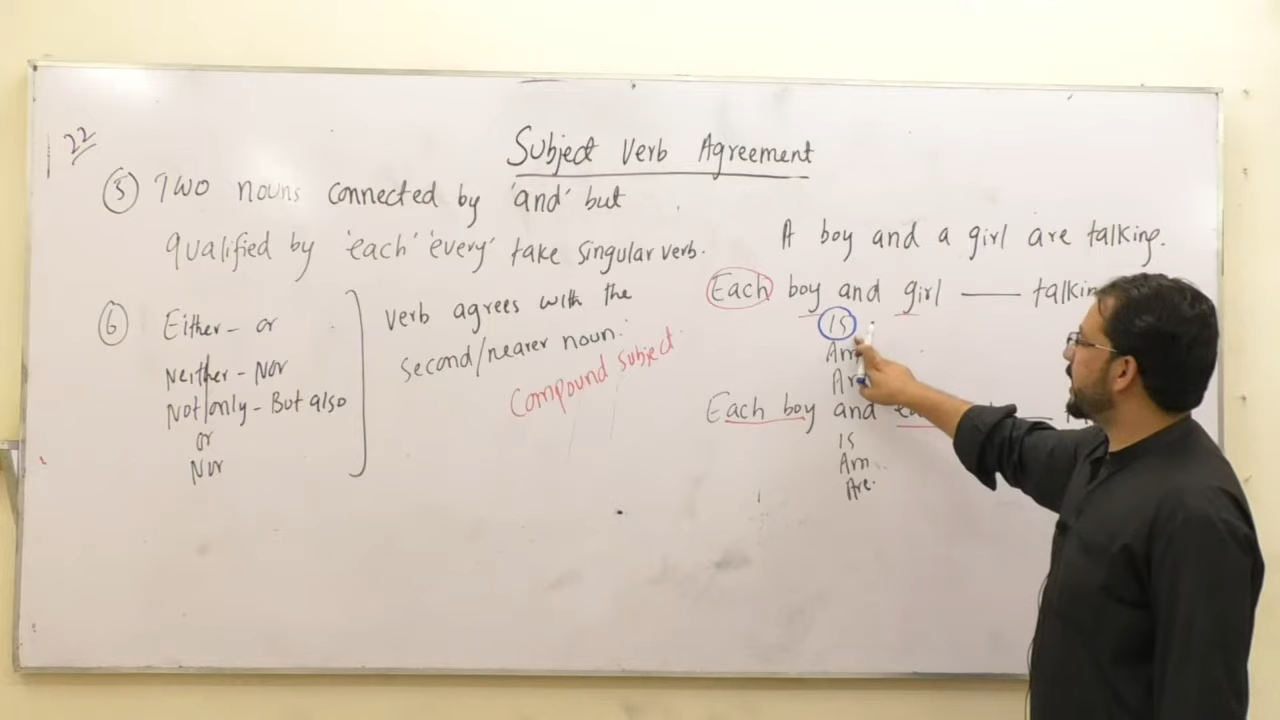 22
Subject Verb Agreement
⑤ Two nouns connected by 'and' but
qualified by 'each' 'every' take singular verb.
⑥ Either - or
Neither - Nor
Not only - But also
or
Nor
verb agrees with the
second/nearer noun.
Compound subject
A boy and a girl are talking.
Each boy and girl —— talkin
Is
Am
Ar
Each boy and
Is
Am
Are.